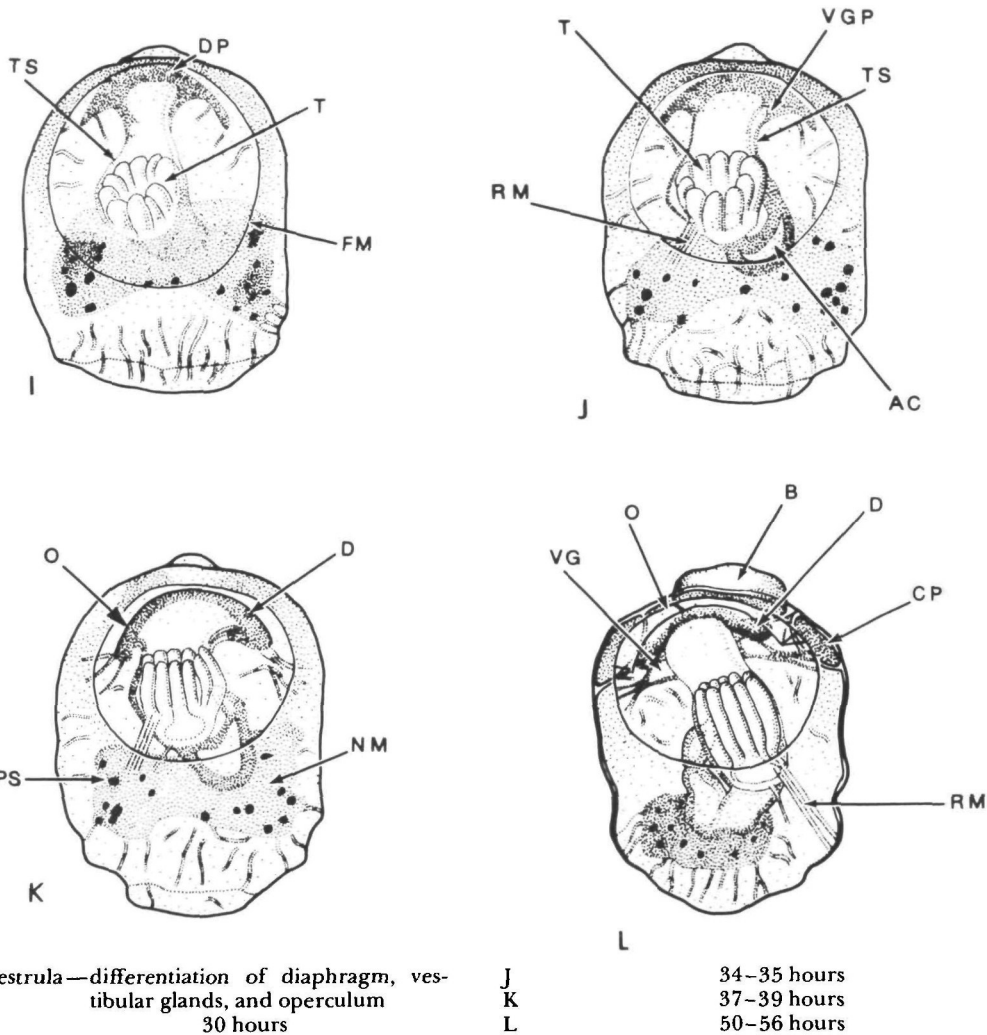 DP
TS
T
FM
I
T
VGP
TS
RM
AC
J
O
D
PS
NM
K
B
O
D
VG
CP
RM
L
estrula—differentiation of diaphragm, ves-
tibular glands, and operculum
30 hours
J 34–35 hours
K 37–39 hours
L 50–56 hours